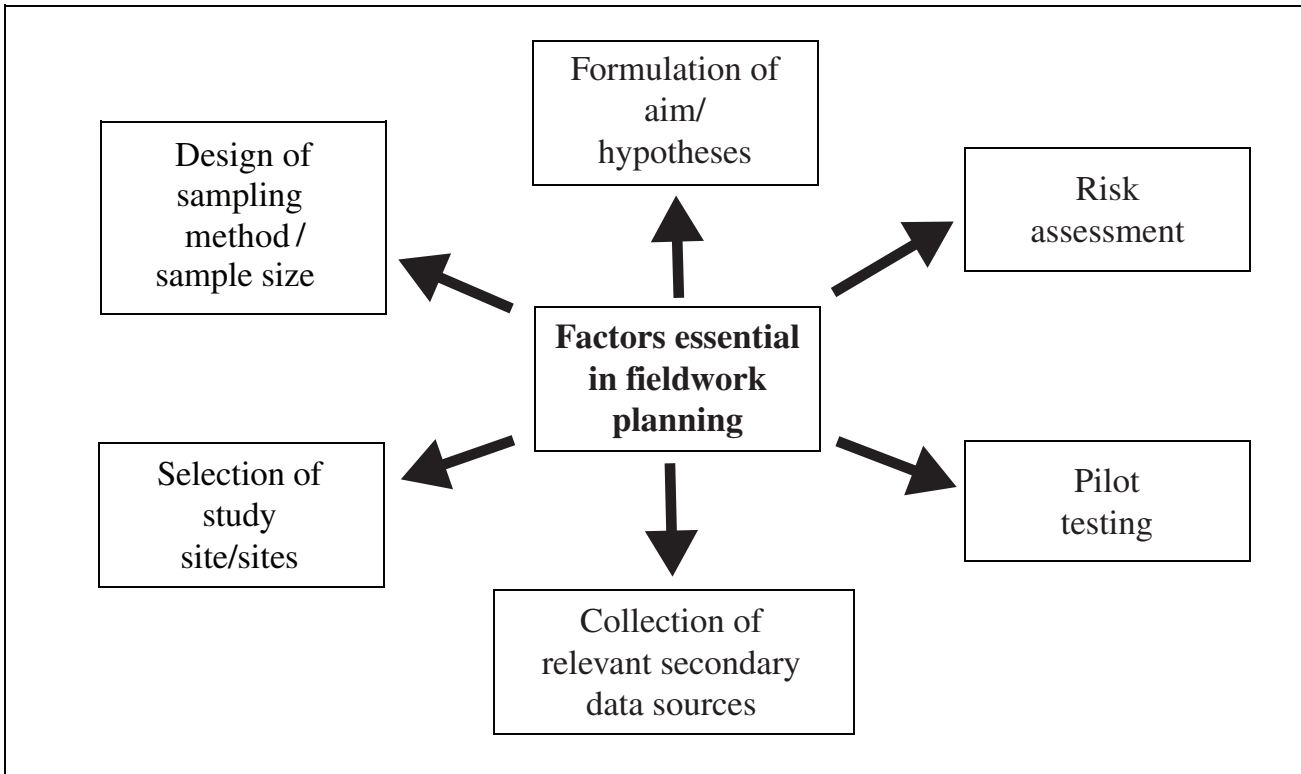 Formulation of
aim/
hypotheses
Design of
sampling
method /
sample size
Risk
assessment
Factors essential
in fieldwork
planning
Selection of
study
site/sites
Pilot
testing
Collection of
relevant secondary
data sources